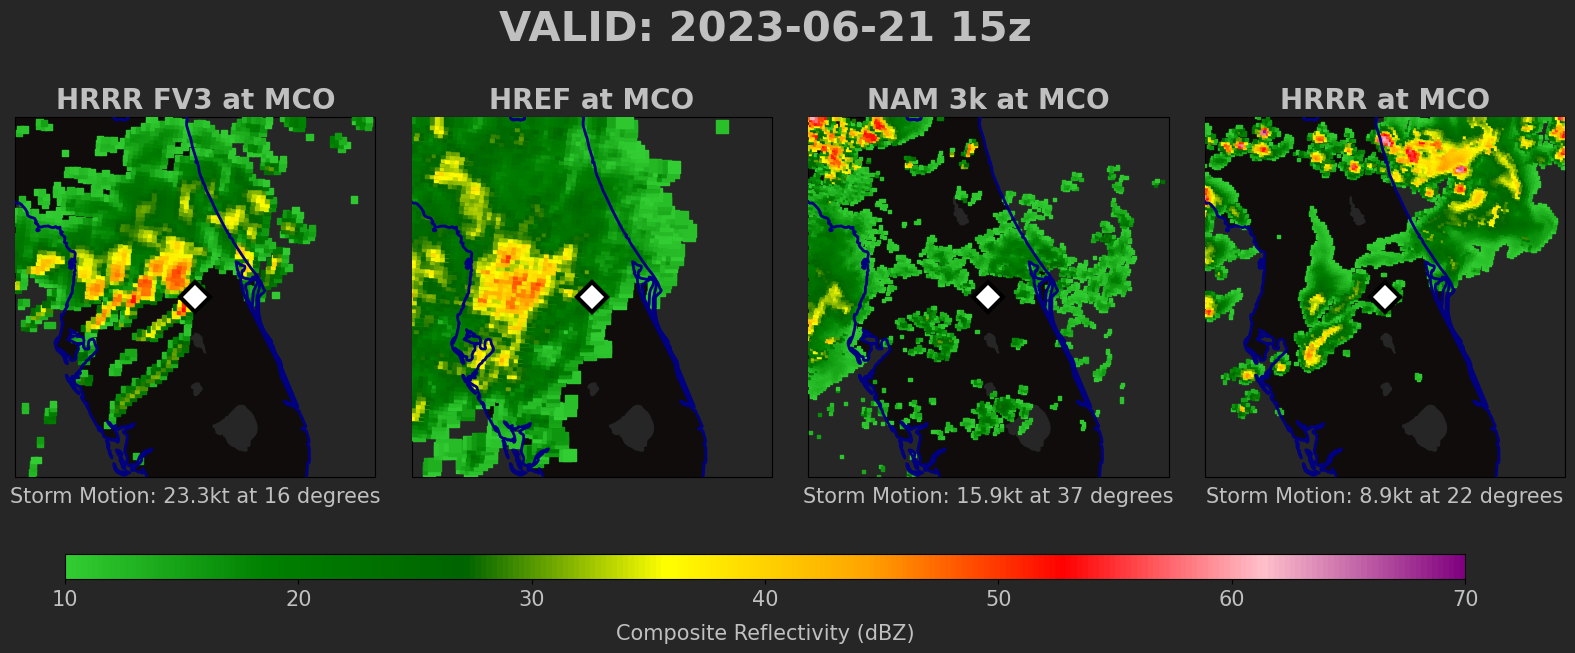 VALID: 2023-06-21 15z
HRRR FV3 at MCO
HREF at MCO
NAM 3k at MCO
HRRR at MCO
Storm Motion: 23.3kt at 16 degrees
Storm Motion: 15.9kt at 37 degrees
Storm Motion: 8.9kt at 22 degrees
10 20 30 40 50 60 70
Composite Reflectivity (dBZ)